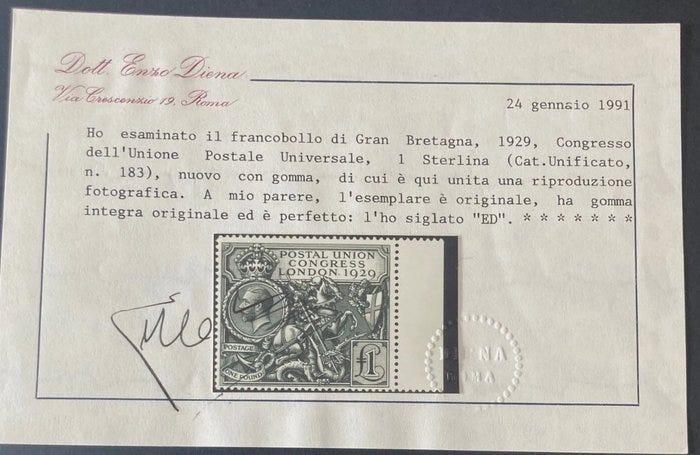 Dott. Enzo Diena
Via Crescenzio 19. Roma
24 gennaio 1991
Ho esaminato il francobollo di Gran Bretagna, 1929, Congresso
dell'Unione Postale Universale, 1 Sterlina (Cat.Unificato,
n. 183), nuovo con gomma, di cui è qui unita una riproduzione
fotografica. A mio parere, l'esemplare è originale, ha gomma
integra originale ed è perfetto: l'ho siglato "ED". * * * * * * *
POSTAL UNION
CONGRESS
LONDON.1929
POSTAGE
ONE POUND
£1
DIENA
ROMA